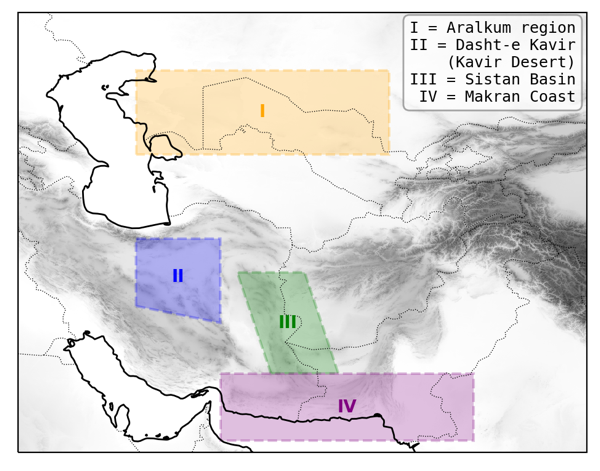 I = Aralkum region
II = Dasht-e Kavir
(Kavir Desert)
III = Sistan Basin
IV = Makran Coast
I
II
III
IV